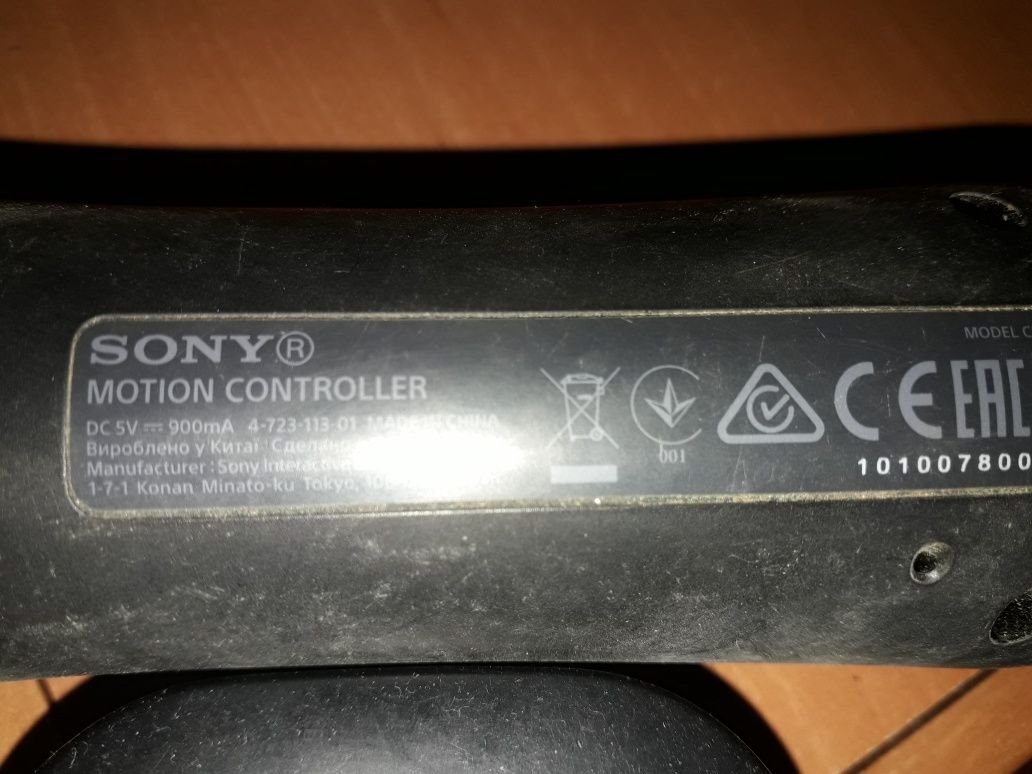 SONY®
MOTION CONTROLLER
DC 5V ⎓ 900mA 4-723-113-01 MADE IN CHINA
Вироблено у Китаї Сделано
Manufacturer : Sony Interactive
1-7-1 Konan Minato-ku Tokyo,
001
MODEL
CE EAC
101007800